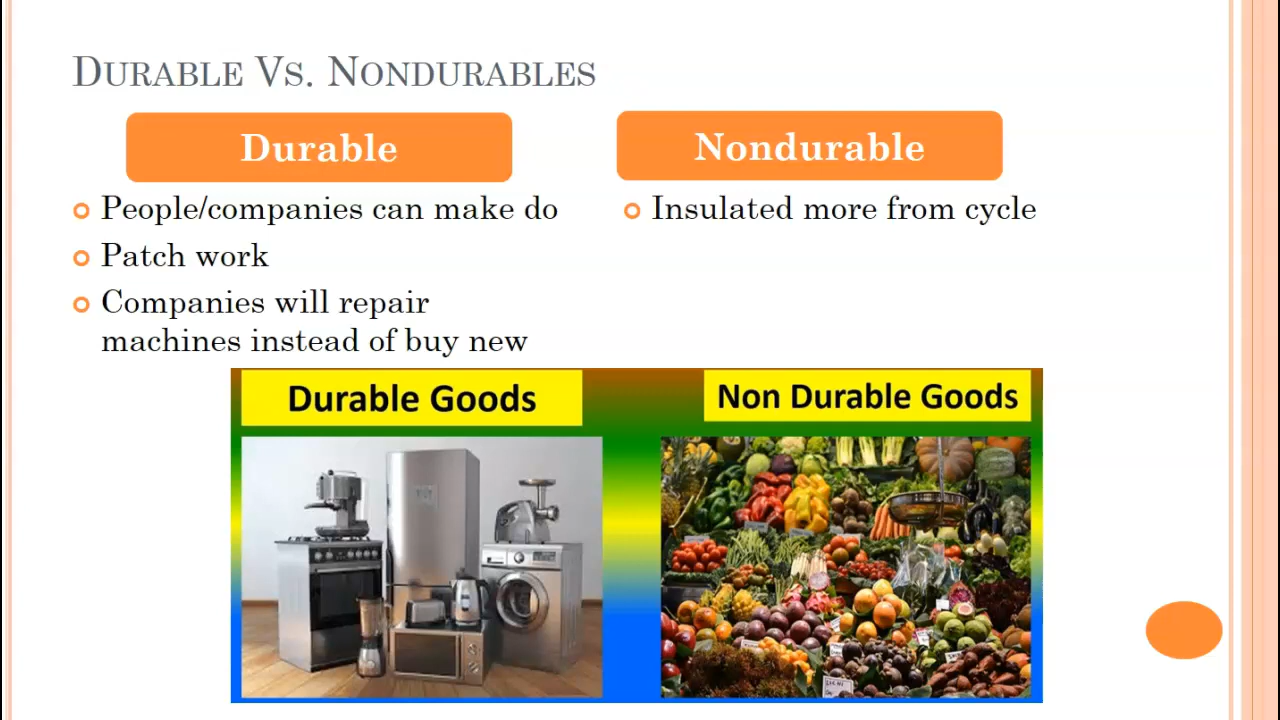 Durable Vs. Nondurables
Durable
Nondurable
People/companies can make do
Patch work
Companies will repair
machines instead of buy new
Insulated more from cycle
Durable Goods
Non Durable Goods